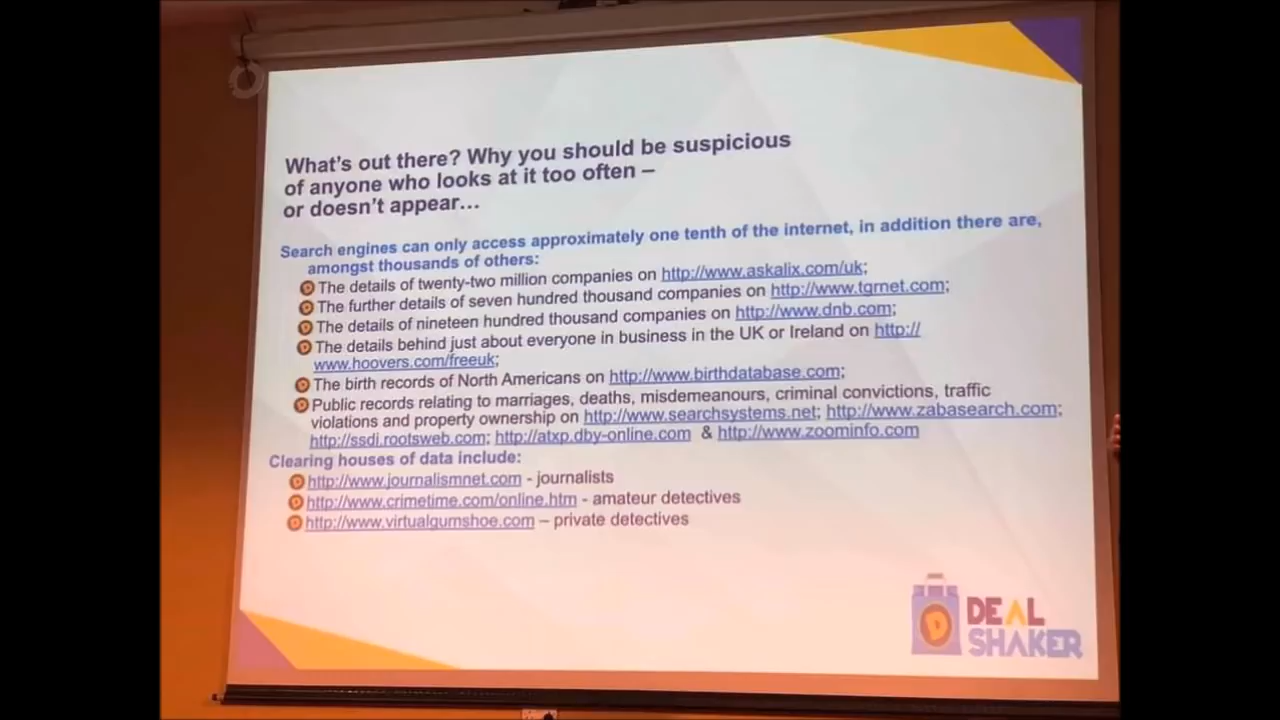 What's out there? Why you should be suspicious
of anyone who looks at it too often –
or doesn't appear...
Search engines can only access approximately one tenth of the internet, in addition there are,
amongst thousands of others:
The details of twenty-two million companies on http://www.askalix.com/uk;
The further details of seven hundred thousand companies on http://www.tgrnet.com;
The details of nineteen hundred thousand companies on http://www.dnb.com;
The details behind just about everyone in business in the UK or Ireland on http://
www.hoovers.com/freeuk;
The birth records of North Americans on http://www.birthdatabase.com;
Public records relating to marriages, deaths, misdemeanours, criminal convictions, traffic
violations and property ownership on http://www.searchsystems.net; http://www.zabasearch.com;
http://ssdi.rootsweb.com; http://atxp.dby-online.com & http://www.zoominfo.com
Clearing houses of data include:
http://www.journalismnet.com - journalists
http://www.crimetime.com/online.htm - amateur detectives
http://www.virtualgumshoe.com – private detectives
DEAL
SHAKER